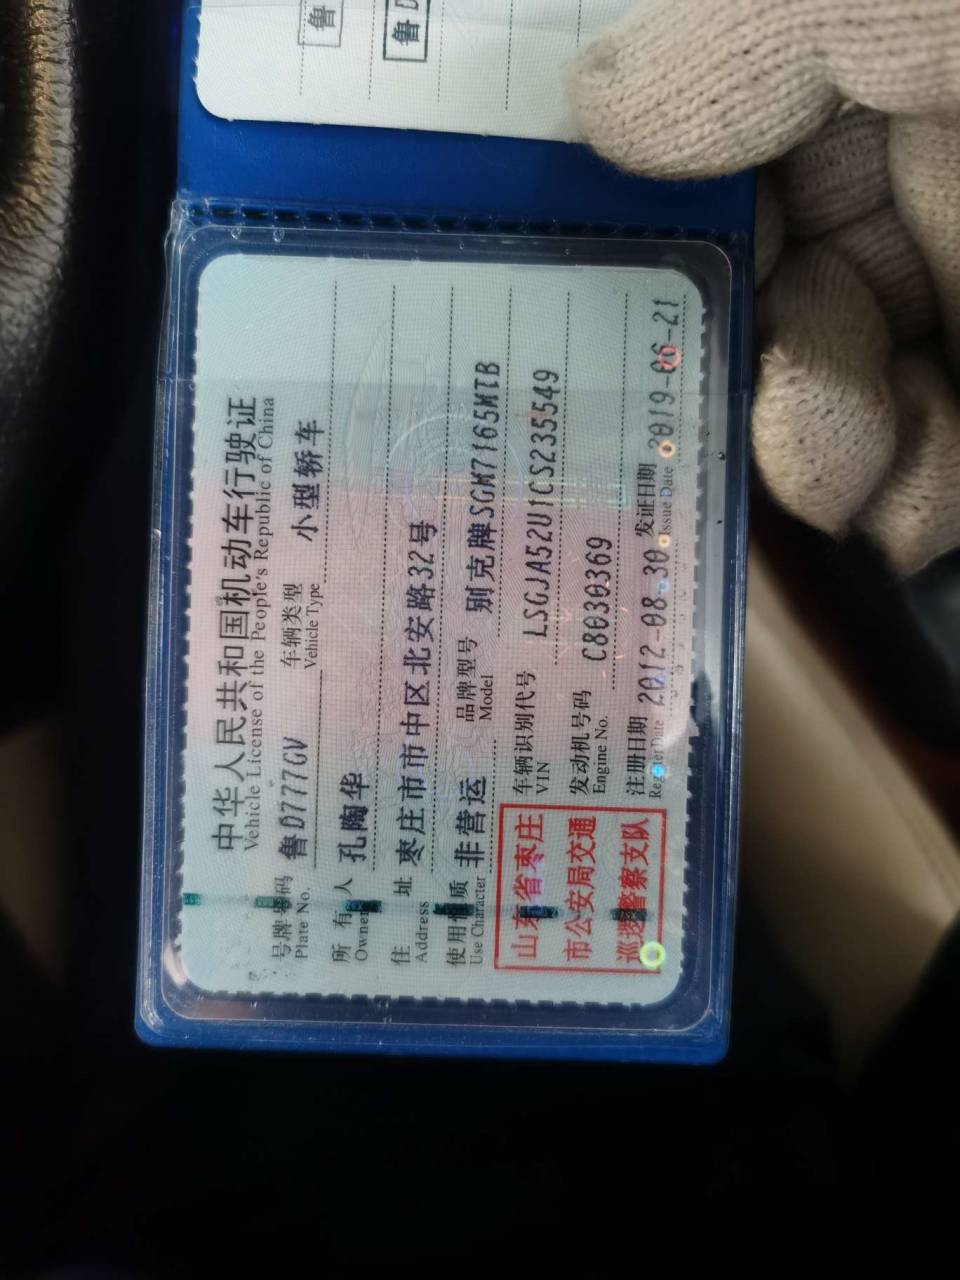 中华人民共和国机动车行驶证
Vehicle License of the People's Republic of China
号牌号码 鲁D777GV 车辆类型 小型轿车
Plate No. Vehicle Type
所有人 孔陶华
Owner
住址 枣庄市市中区北安路32号
Address
使用性质 非营运 品牌型号 别克牌SGM7165MTB
Use Character Model
山东省枣庄
市公安局交通
巡逻警察支队
车辆识别代号 LSGJA52U1CS235549
VIN
发动机号码 C8030369
Engine No.
注册日期 2012-08-30 发证日期 2019-06-21
Register Date Issue Date
鲁
鲁D